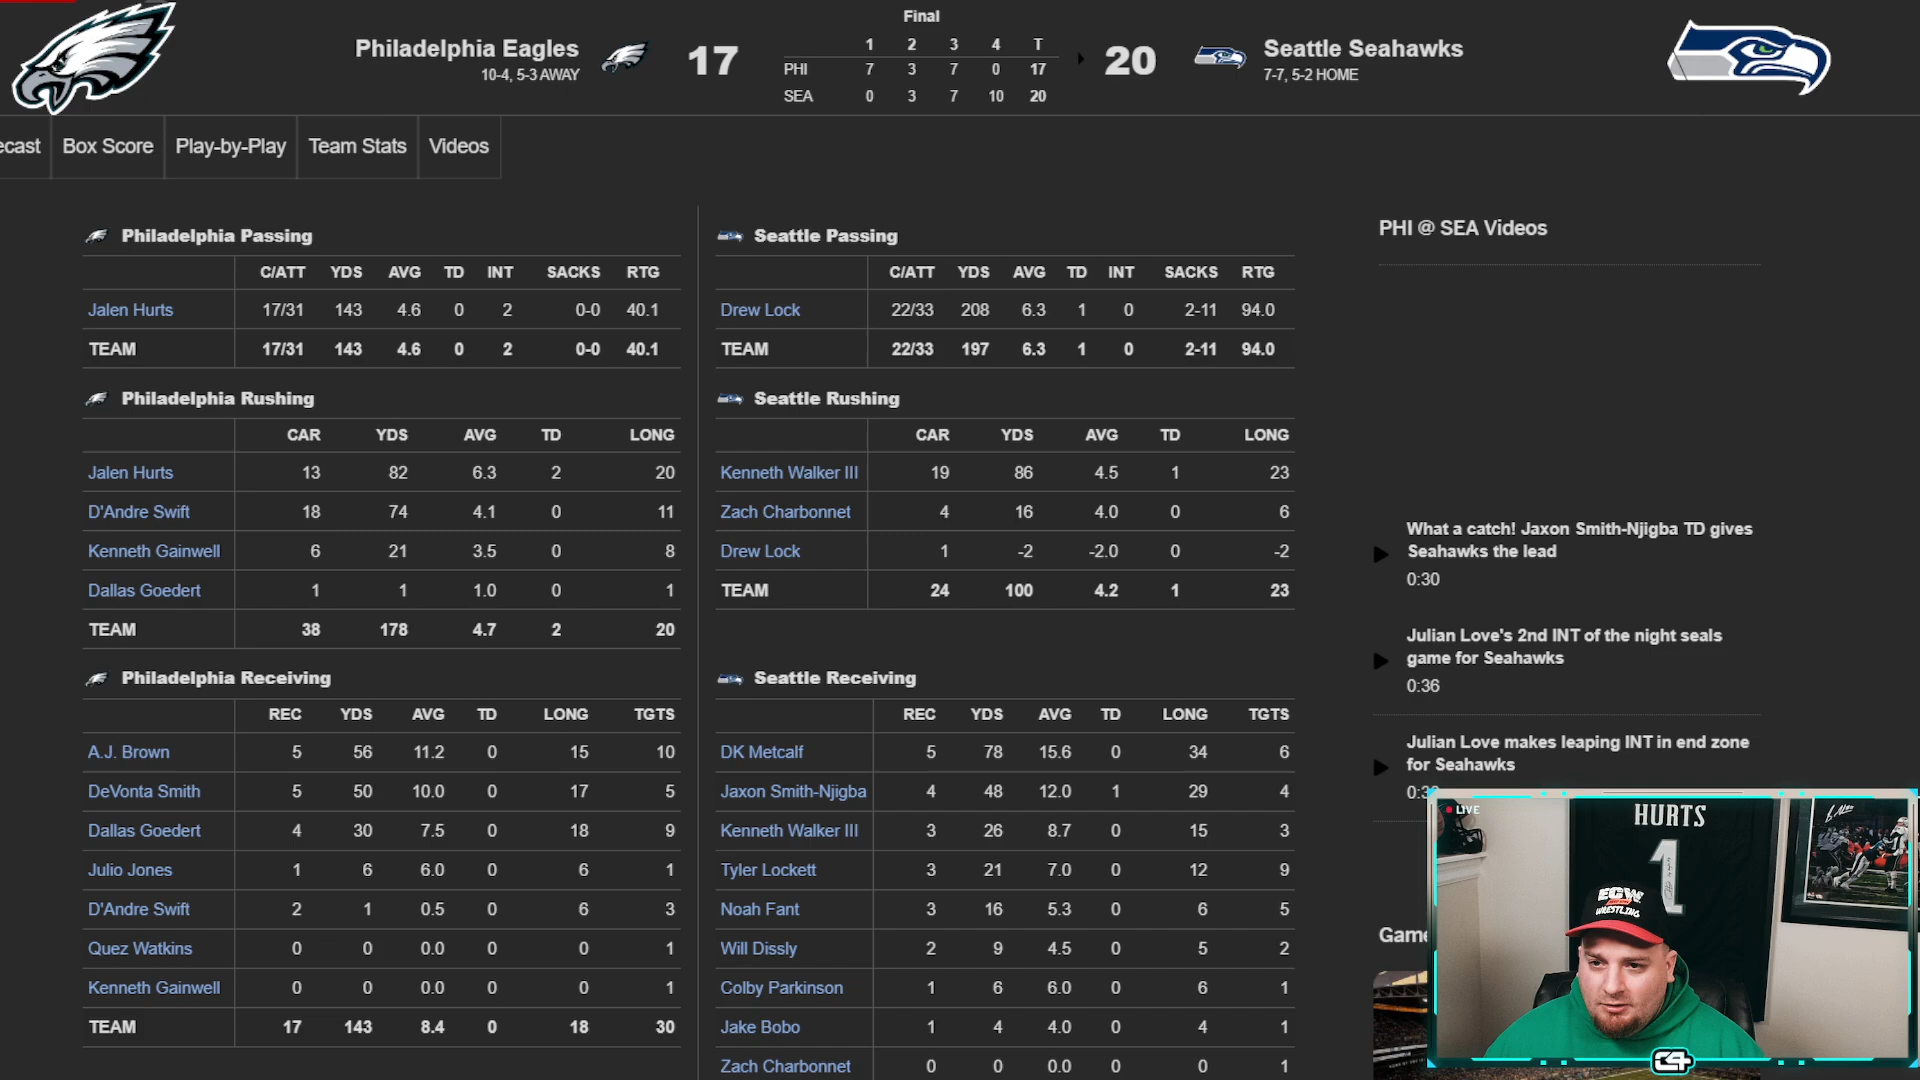 Final
Philadelphia Eagles
10-4, 5-3 AWAY
17
1 2 3 4 T
PHI 7 3 7 0 17
SEA 0 3 7 10 20
20
Seattle Seahawks
7-7, 5-2 HOME
ecast Box Score Play-by-Play Team Stats Videos
Philadelphia Passing
C/ATT YDS AVG TD INT SACKS RTG
Jalen Hurts 17/31 143 4.6 0 2 0-0 40.1
TEAM 17/31 143 4.6 0 2 0-0 40.1
Philadelphia Rushing
CAR YDS AVG TD LONG
Jalen Hurts 13 82 6.3 2 20
D'Andre Swift 18 74 4.1 0 11
Kenneth Gainwell 6 21 3.5 0 8
Dallas Goedert 1 1 1.0 0 1
TEAM 38 178 4.7 2 20
Philadelphia Receiving
REC YDS AVG TD LONG TGTS
A.J. Brown 5 56 11.2 0 15 10
DeVonta Smith 5 50 10.0 0 17 5
Dallas Goedert 4 30 7.5 0 18 9
Julio Jones 1 6 6.0 0 6 1
D'Andre Swift 2 1 0.5 0 6 3
Quez Watkins 0 0 0.0 0 0 1
Kenneth Gainwell 0 0 0.0 0 0 1
TEAM 17 143 8.4 0 18 30
Seattle Passing
C/ATT YDS AVG TD INT SACKS RTG
Drew Lock 22/33 208 6.3 1 0 2-11 94.0
TEAM 22/33 197 6.3 1 0 2-11 94.0
Seattle Rushing
CAR YDS AVG TD LONG
Kenneth Walker III 19 86 4.5 1 23
Zach Charbonnet 4 16 4.0 0 6
Drew Lock 1 -2 -2.0 0 -2
TEAM 24 100 4.2 1 23
Seattle Receiving
REC YDS AVG TD LONG TGTS
DK Metcalf 5 78 15.6 0 34 6
Jaxon Smith-Njigba 4 48 12.0 1 29 4
Kenneth Walker III 3 26 8.7 0 15 3
Tyler Lockett 3 21 7.0 0 12 9
Noah Fant 3 16 5.3 0 6 5
Will Dissly 2 9 4.5 0 5 2
Colby Parkinson 1 6 6.0 0 6 1
Jake Bobo 1 4 4.0 0 4 1
Zach Charbonnet 0 0 0.0 0 0 1
PHI @ SEA Videos
What a catch! Jaxon Smith-Njigba TD gives
Seahawks the lead
0:30
Julian Love's 2nd INT of the night seals
game for Seahawks
0:36
Julian Love makes leaping INT in end zone
for Seahawks
Game
LIVE
HURTS
1
ECW
WRESTLING